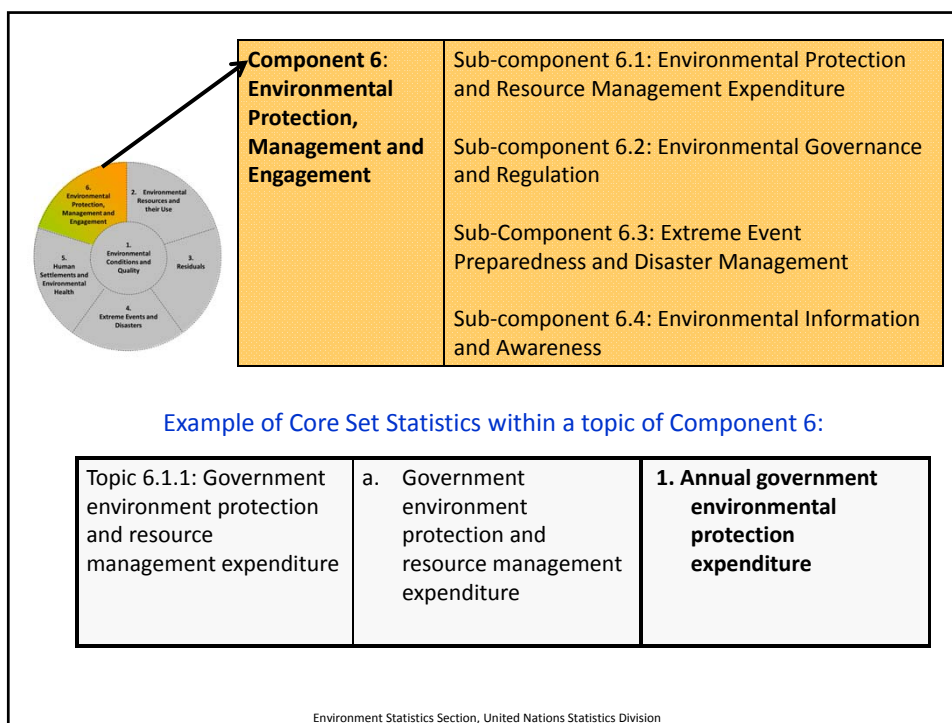 Component 6:
Environmental
Protection,
Management and
Engagement
Sub-component 6.1: Environmental Protection
and Resource Management Expenditure
Sub-component 6.2: Environmental Governance
and Regulation
Sub-Component 6.3: Extreme Event
Preparedness and Disaster Management
Sub-component 6.4: Environmental Information
and Awareness
6.
Environmental
Protection,
Management and
Engagement
2. Environmental
Resources and
their Use
1.
Environmental
Conditions and
Quality
3.
Residuals
5.
Human
Settlements and
Environmental
Health
4.
Extreme Events and
Disasters
Example of Core Set Statistics within a topic of Component 6:
Topic 6.1.1: Government
environment protection
and resource
management expenditure
a. Government
environment
protection and
resource management
expenditure
1. Annual government
environmental
protection
expenditure
Environment Statistics Section, United Nations Statistics Division